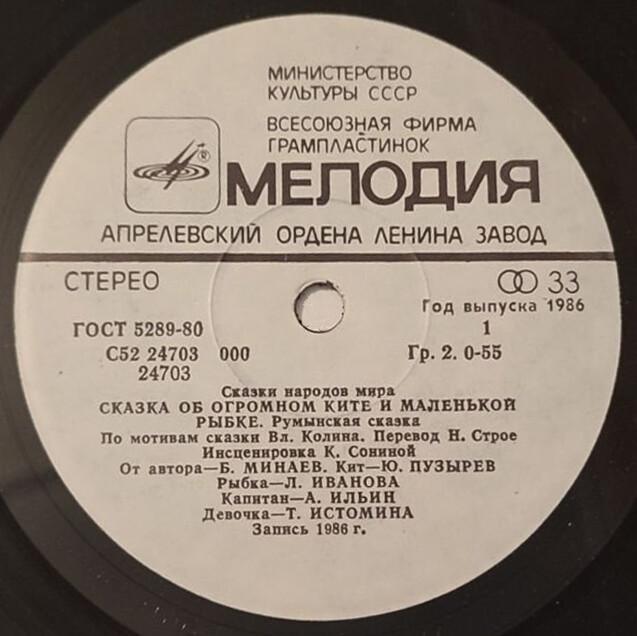 МИНИСТЕРСТВО
КУЛЬТУРЫ СССР
ВСЕСОЮЗНАЯ ФИРМА
ГРАМПЛАСТИНОК
®
МЕЛОДИЯ
АПРЕЛЕВСКИЙ ОРДЕНА ЛЕНИНА ЗАВОД
СТЕРЕО
33
Год выпуска 1986
ГОСТ 5289-80
1
С52 24703 000
Гр. 2. 0-55
24703
Сказки народов мира
СКАЗКА ОБ ОГРОМНОМ КИТЕ И МАЛЕНЬКОЙ
РЫБКЕ. Румынская сказка
По мотивам сказки Вл. Колина. Перевод Н. Строе
Инсценировка К. Сониной
От автора—Б. МИНАЕВ. Кит—Ю. ПУЗЫРЕВ
Рыбка—Л. ИВАНОВА
Капитан—А. ИЛЬИН
Девочка—Т. ИСТОМИНА
Запись 1986 г.